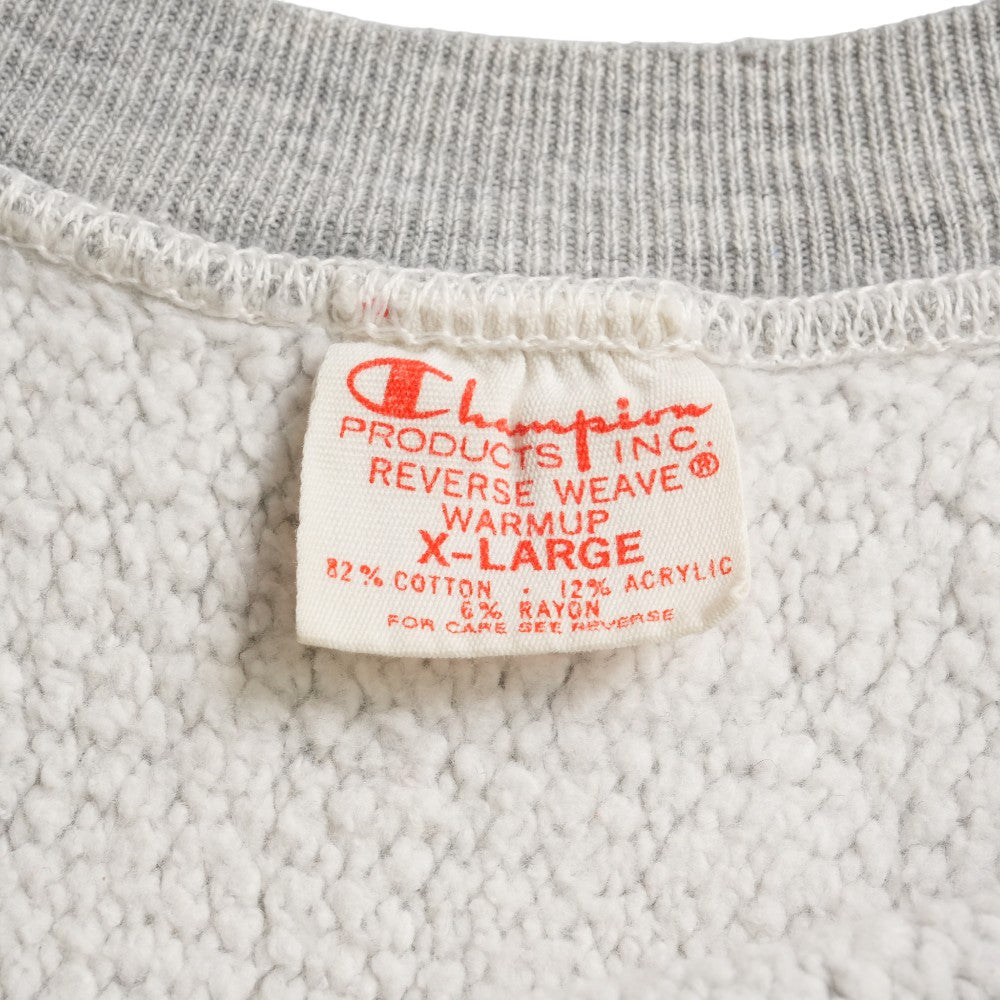 Champion
PRODUCTS INC.
REVERSE WEAVE®
WARMUP
X-LARGE
82% COTTON · 12% ACRYLIC
6% RAYON
FOR CARE SEE REVERSE